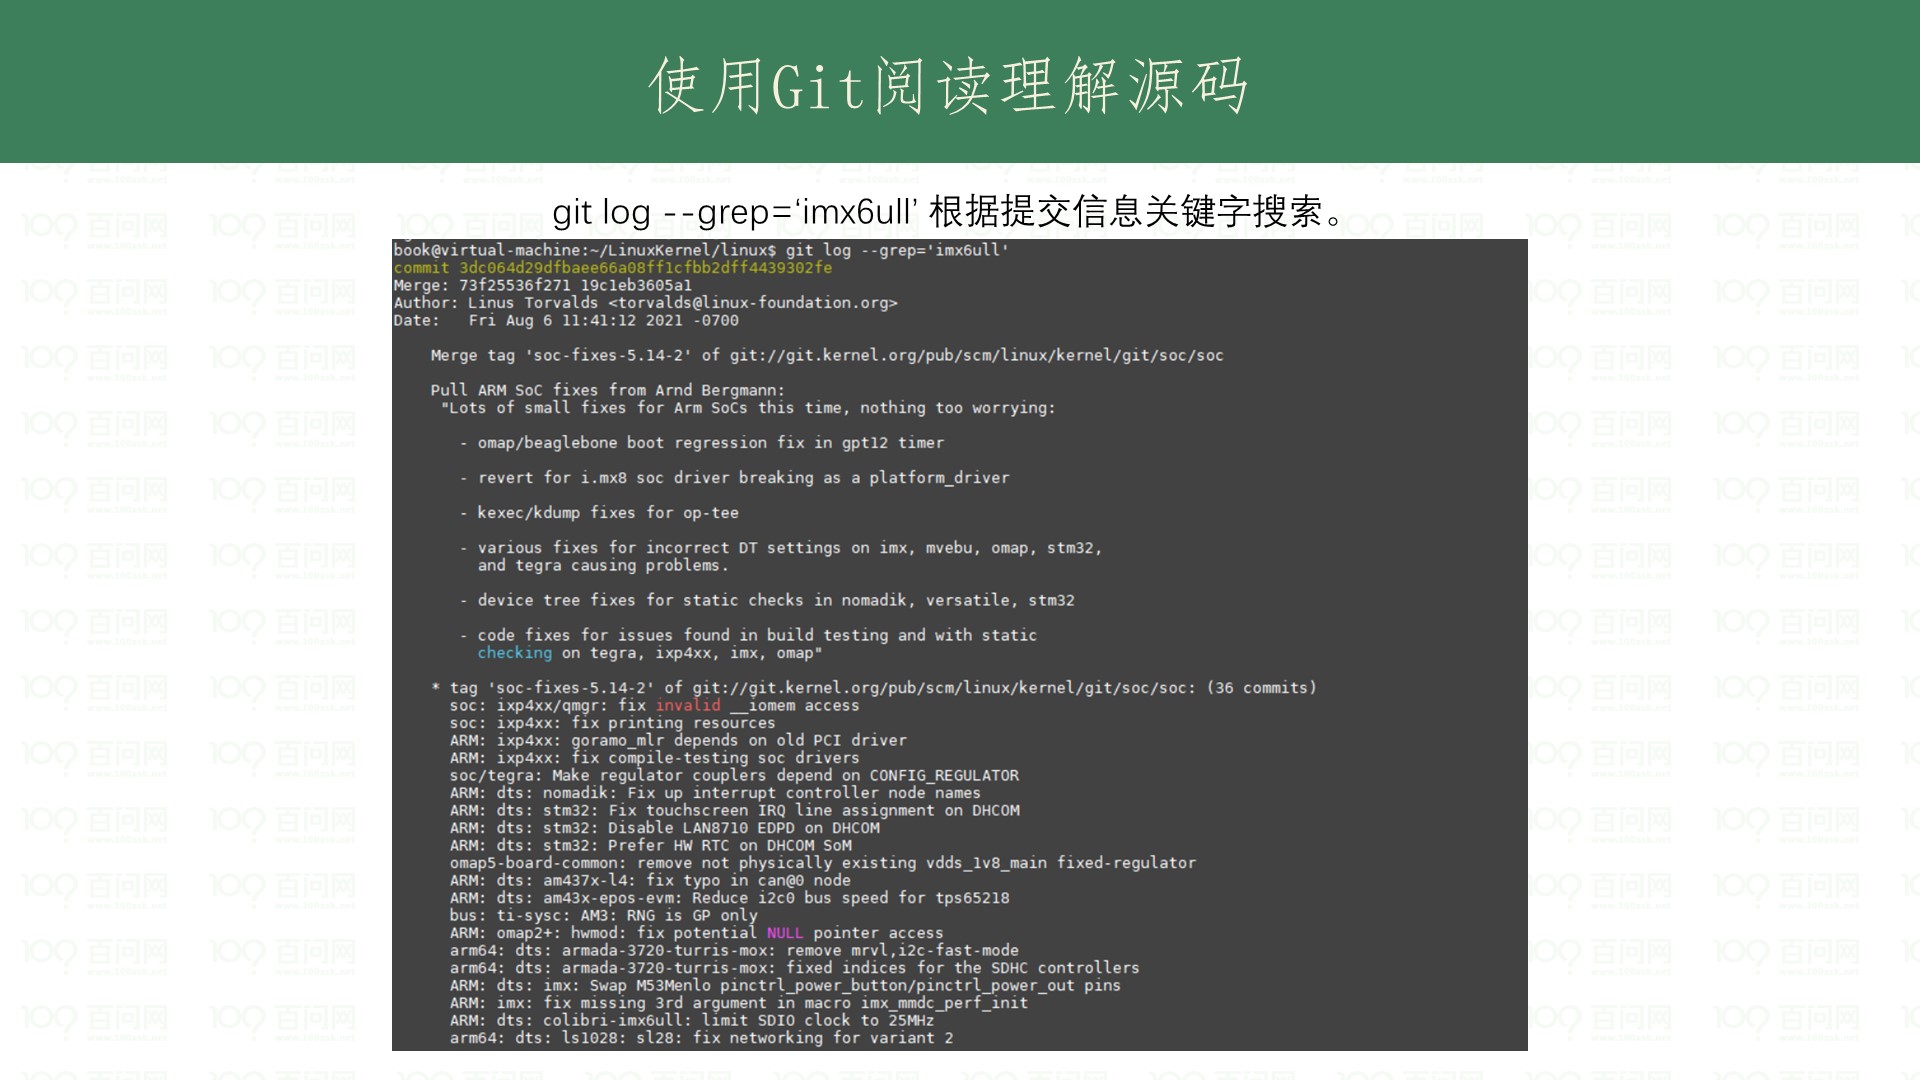 使用Git阅读理解源码
git log --grep=‘imx6ull’ 根据提交信息关键字搜索。
book@virtual-machine:~/LinuxKernel/linux$ git log --grep='imx6ull'
commit 3dc064d29dfbaee66a08ff1cfbb2dff4439302fe
Merge: 73f25536f271 19c1eb3605a1
Author: Linus Torvalds <torvalds@linux-foundation.org>
Date:   Fri Aug 6 11:41:12 2021 -0700
Merge tag 'soc-fixes-5.14-2' of git://git.kernel.org/pub/scm/linux/kernel/git/soc/soc
Pull ARM SoC fixes from Arnd Bergmann:
"Lots of small fixes for Arm SoCs this time, nothing too worrying:
- omap/beaglebone boot regression fix in gpt12 timer
- revert for i.mx8 soc driver breaking as a platform_driver
- kexec/kdump fixes for op-tee
- various fixes for incorrect DT settings on imx, mvebu, omap, stm32,
and tegra causing problems.
- device tree fixes for static checks in nomadik, versatile, stm32
- code fixes for issues found in build testing and with static
checking on tegra, ixp4xx, imx, omap"
* tag 'soc-fixes-5.14-2' of git://git.kernel.org/pub/scm/linux/kernel/git/soc/soc: (36 commits)
soc: ixp4xx/qmgr: fix invalid __iomem access
soc: ixp4xx: fix printing resources
ARM: ixp4xx: goramo_mlr depends on old PCI driver
ARM: ixp4xx: fix compile-testing soc drivers
soc/tegra: Make regulator couplers depend on CONFIG_REGULATOR
ARM: dts: nomadik: Fix up interrupt controller node names
ARM: dts: stm32: Fix touchscreen IRQ line assignment on DHCOM
ARM: dts: stm32: Disable LAN8710 EDPD on DHCOM
ARM: dts: stm32: Prefer HW RTC on DHCOM SoM
omap5-board-common: remove not physically existing vdds_1v8_main fixed-regulator
ARM: dts: am437x-l4: fix typo in can@0 node
ARM: dts: am43x-epos-evm: Reduce i2c0 bus speed for tps65218
bus: ti-sysc: AM3: RNG is GP only
ARM: omap2+: hwmod: fix potential NULL pointer access
arm64: dts: armada-3720-turris-mox: remove mrvl,i2c-fast-mode
arm64: dts: armada-3720-turris-mox: fixed indices for the SDHC controllers
ARM: dts: imx: Swap M53Menlo pinctrl_power_button/pinctrl_power_out pins
ARM: imx: fix missing 3rd argument in macro imx_mmdc_perf_init
ARM: dts: colibri-imx6ull: limit SDIO clock to 25MHz
arm64: dts: ls1028: sl28: fix networking for variant 2